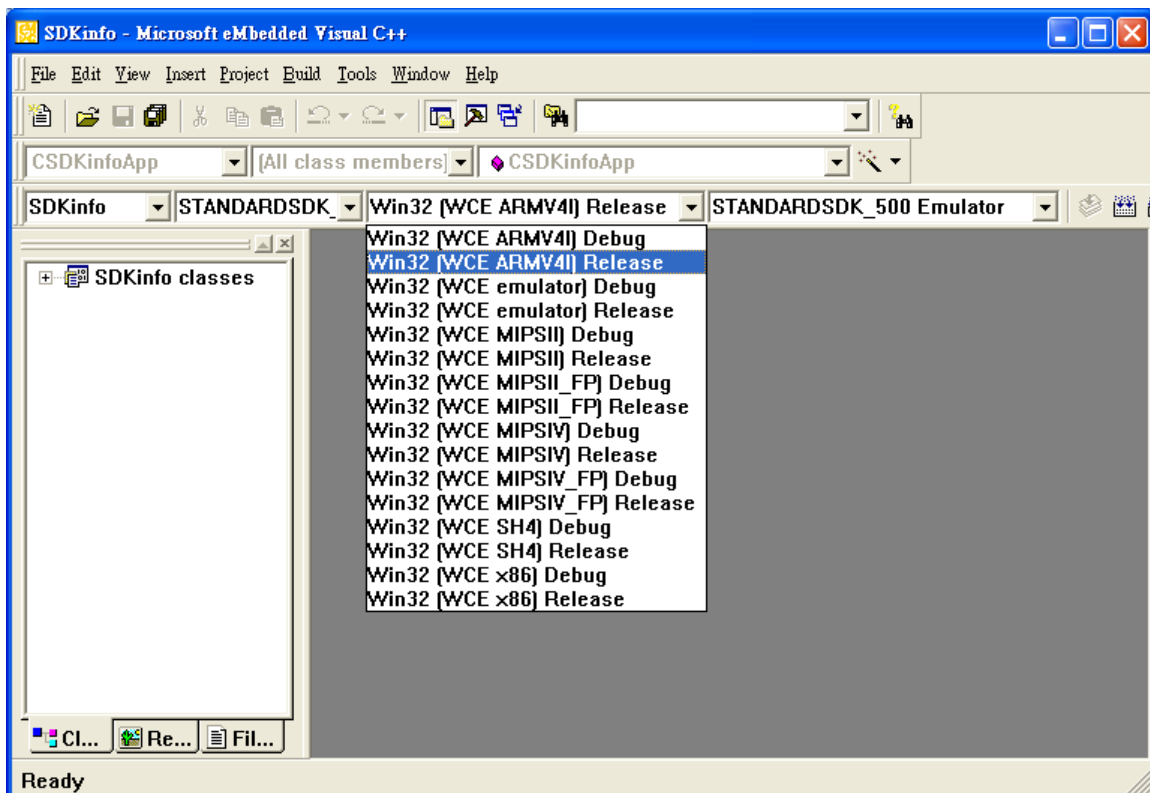 SDKinfo - Microsoft eMbedded Visual C++
File Edit View Insert Project Build Tools Window Help
CSDKinfoApp (All class members) CSDKinfoApp
SDKinfo STANDARDSDK_ Win32 (WCE ARMV4I) Release STANDARDSDK_500 Emulator
Win32 (WCE ARMV4I) Debug
Win32 (WCE ARMV4I) Release
SDKinfo classes
Win32 (WCE emulator) Debug
Win32 (WCE emulator) Release
Win32 (WCE MIPSII) Debug
Win32 (WCE MIPSII) Release
Win32 (WCE MIPSII_FP) Debug
Win32 (WCE MIPSII_FP) Release
Win32 (WCE MIPSIV) Debug
Win32 (WCE MIPSIV) Release
Win32 (WCE MIPSIV_FP) Debug
Win32 (WCE MIPSIV_FP) Release
Win32 (WCE SH4) Debug
Win32 (WCE SH4) Release
Win32 (WCE x86) Debug
Win32 (WCE x86) Release
Cl... Re... Fil...
Ready